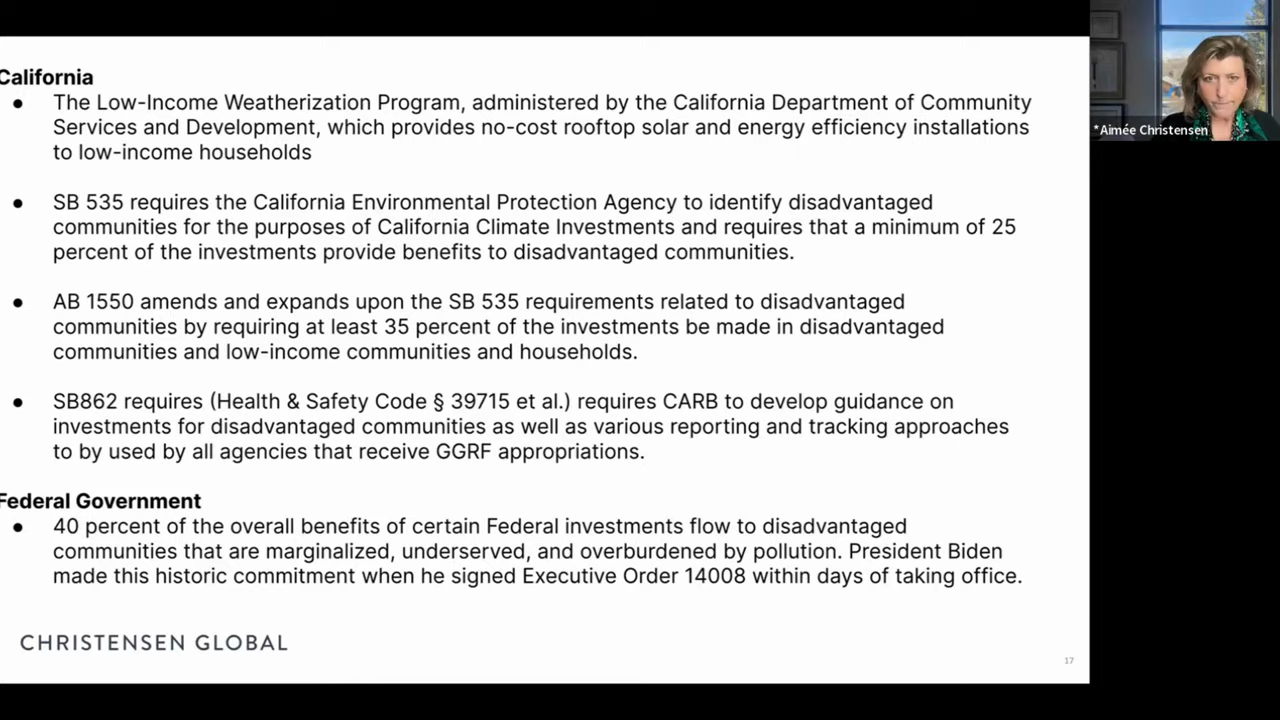 California
● The Low-Income Weatherization Program, administered by the California Department of Community
Services and Development, which provides no-cost rooftop solar and energy efficiency installations
to low-income households
● SB 535 requires the California Environmental Protection Agency to identify disadvantaged
communities for the purposes of California Climate Investments and requires that a minimum of 25
percent of the investments provide benefits to disadvantaged communities.
● AB 1550 amends and expands upon the SB 535 requirements related to disadvantaged
communities by requiring at least 35 percent of the investments be made in disadvantaged
communities and low-income communities and households.
● SB862 requires (Health & Safety Code § 39715 et al.) requires CARB to develop guidance on
investments for disadvantaged communities as well as various reporting and tracking approaches
to by used by all agencies that receive GGRF appropriations.
Federal Government
● 40 percent of the overall benefits of certain Federal investments flow to disadvantaged
communities that are marginalized, underserved, and overburdened by pollution. President Biden
made this historic commitment when he signed Executive Order 14008 within days of taking office.
CHRISTENSEN GLOBAL
17
*Aimée Christensen